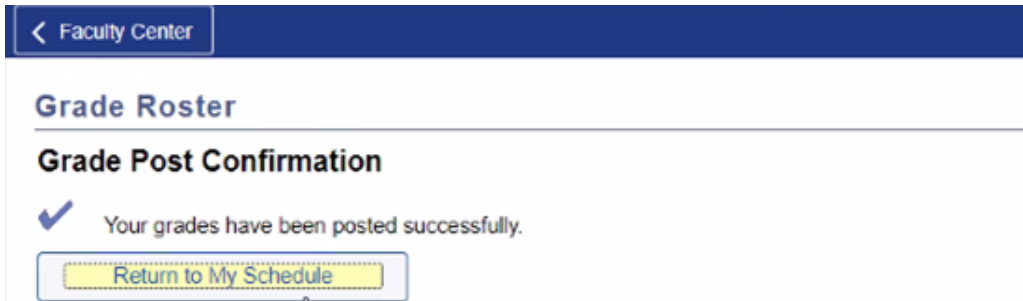 Faculty Center
Grade Roster
Grade Post Confirmation
Your grades have been posted successfully.
Return to My Schedule